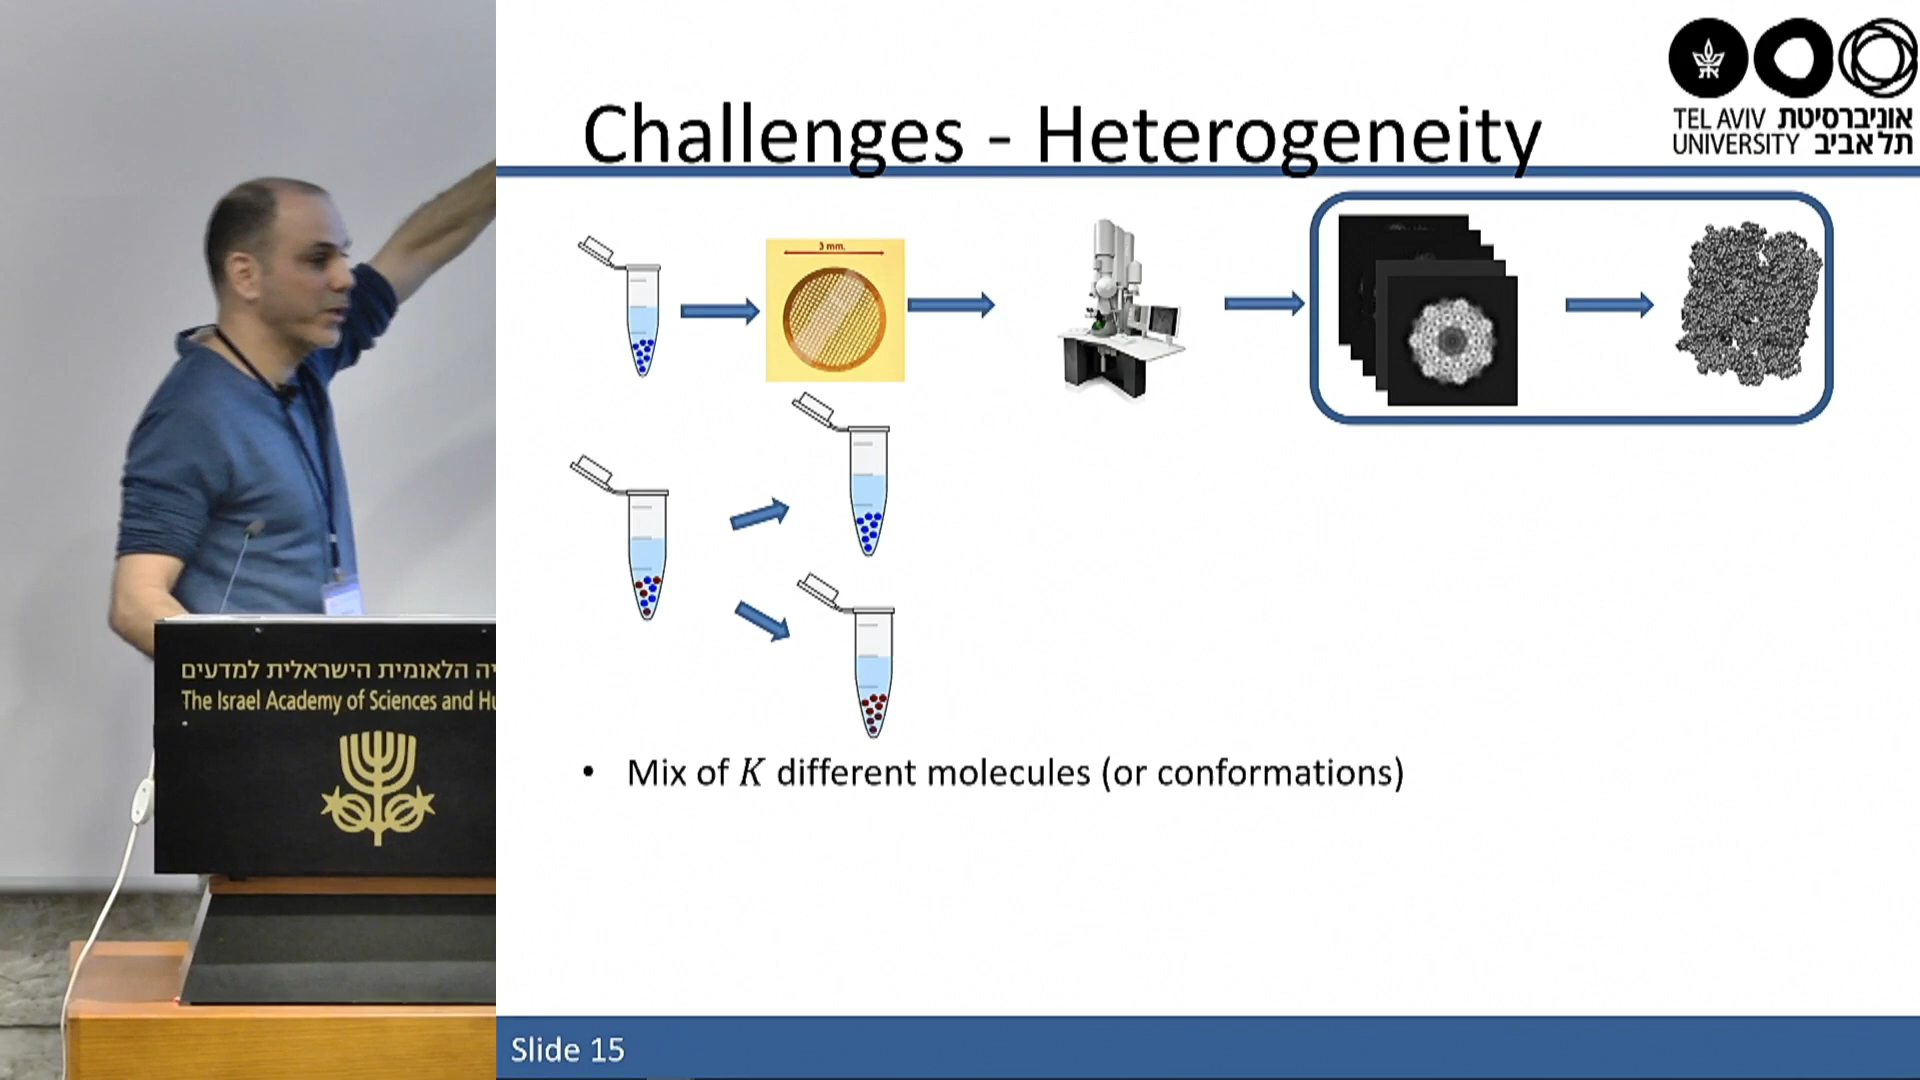 Challenges - Heterogeneity
TEL AVIV אוניברסיטת
UNIVERSITY תל אביב
3 mm.
יה הלאומית הישראלית למדעים
The Israel Academy of Sciences and Hu
• Mix of K different molecules (or conformations)
Slide 15